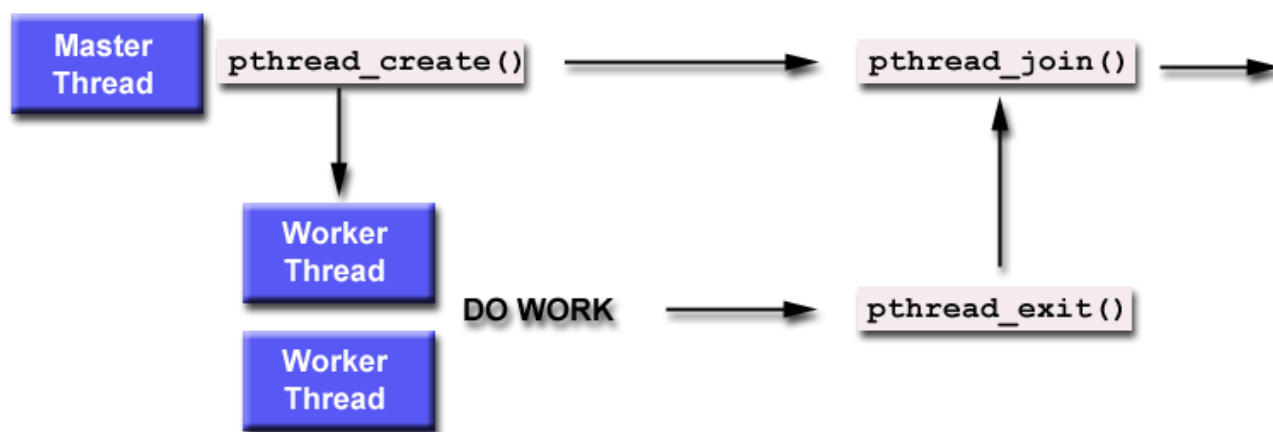 Master
Thread
pthread_create()
pthread_join()
Worker
Thread
DO WORK
pthread_exit()
Worker
Thread